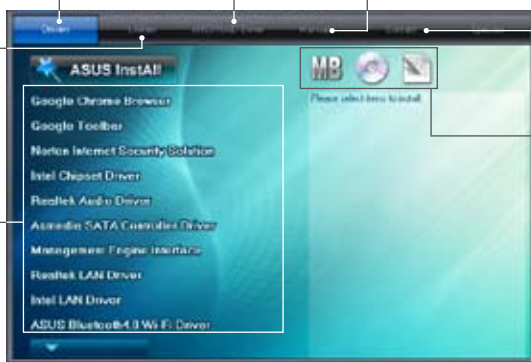 Drivers
Manual
ASUS InstAll
MB
Please select items to install.
Google Chrome Browser
Google Toolbar
Norton Internet Security Solution
Intel Chipset Driver
Realtek Audio Driver
Asmedia SATA Controller Driver
Management Engine Interface
Realtek LAN Driver
Intel LAN Driver
ASUS Bluetooth4.0 Wi-Fi Driver